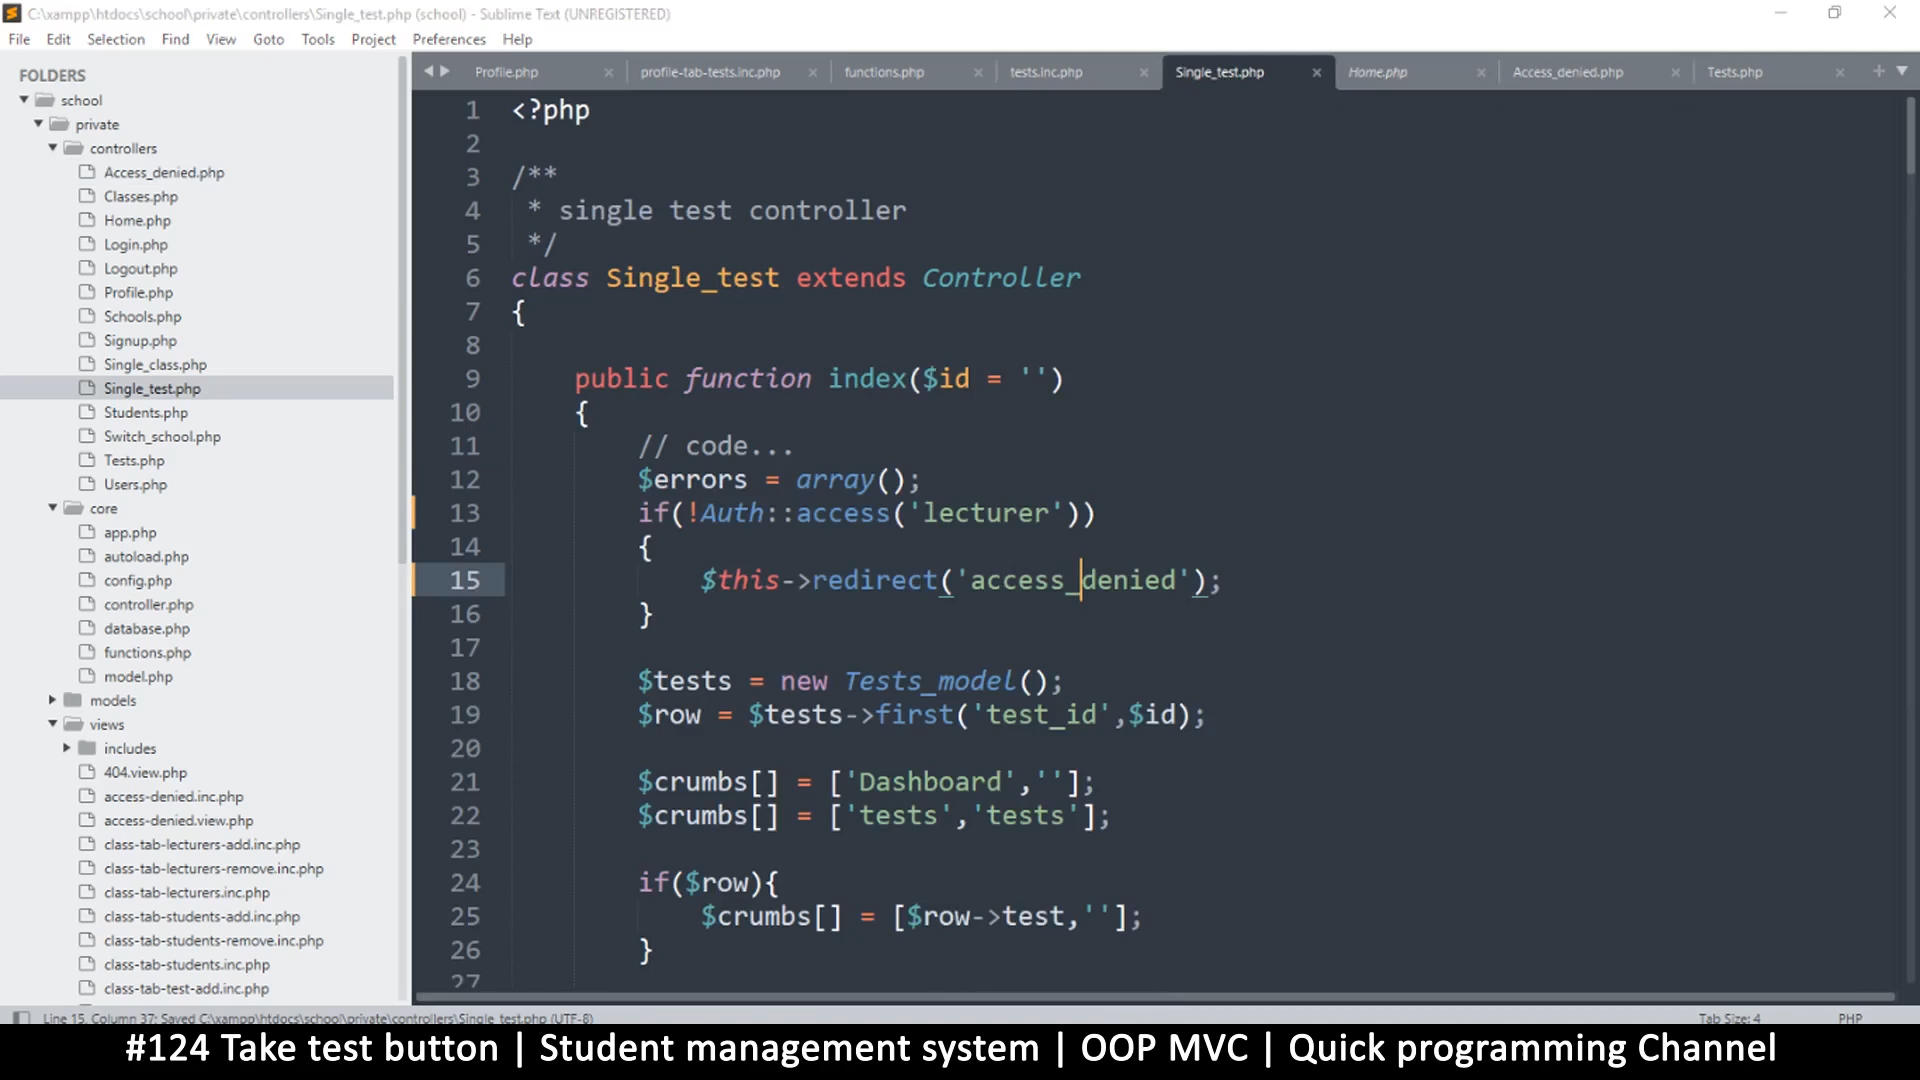 C:\xampp\htdocs\school\private\controllers\Single_test.php (school) - Sublime Text (UNREGISTERED)
File Edit Selection Find View Goto Tools Project Preferences Help
FOLDERS
school
private
controllers
Access_denied.php
Classes.php
Home.php
Login.php
Logout.php
Profile.php
Schools.php
Signup.php
Single_class.php
Single_test.php
Students.php
Switch_school.php
Tests.php
Users.php
core
app.php
autoload.php
config.php
controller.php
database.php
functions.php
model.php
models
views
includes
404.view.php
access-denied.inc.php
access-denied.view.php
class-tab-lecturers-add.inc.php
class-tab-lecturers-remove.inc.php
class-tab-lecturers.inc.php
class-tab-students-add.inc.php
class-tab-students-remove.inc.php
class-tab-students.inc.php
class-tab-test-add.inc.php
Profile.php profile-tab-tests.inc.php functions.php tests.inc.php Single_test.php Home.php Access_denied.php Tests.php
1 <?php
2
3 /**
4 * single test controller
5 */
6 class Single_test extends Controller
7 {
8
9 public function index($id = '')
10 {
11 // code...
12 $errors = array();
13 if(!Auth::access('lecturer'))
14 {
15 $this->redirect('access_denied');
16 }
17
18 $tests = new Tests_model();
19 $row = $tests->first('test_id',$id);
20
21 $crumbs[] = ['Dashboard',''];
22 $crumbs[] = ['tests','tests'];
23
24 if($row){
25 $crumbs[] = [$row->test,''];
26 }
27
Line 15, Column 37; Saved C:\xampp\htdocs\school\private\controllers\Single_test.php (UTF-8) Tab Size: 4 PHP
#124 Take test button | Student management system | OOP MVC | Quick programming Channel